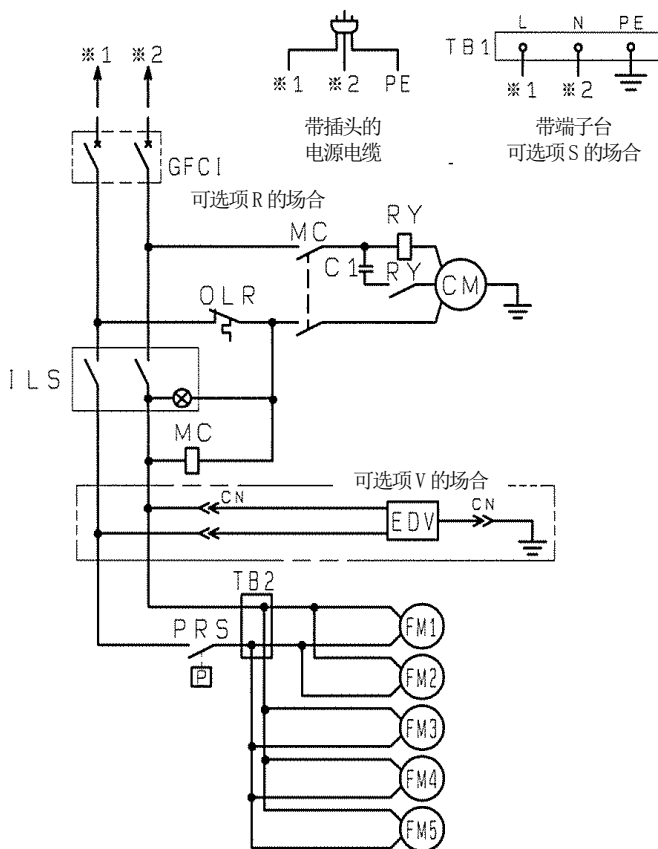 ※1 ※2
※1 ※2 PE
带插头的
电源电缆
L N PE
TB1
※1 ※2
带端子台
可选项S的场合
GFCI
可选项R的场合
MC
RY
C1
RY
CM
OLR
ILS
MC
可选项V的场合
CN
EDV
CN
TB2
PRS
P
FM1
FM2
FM3
FM4
FM5